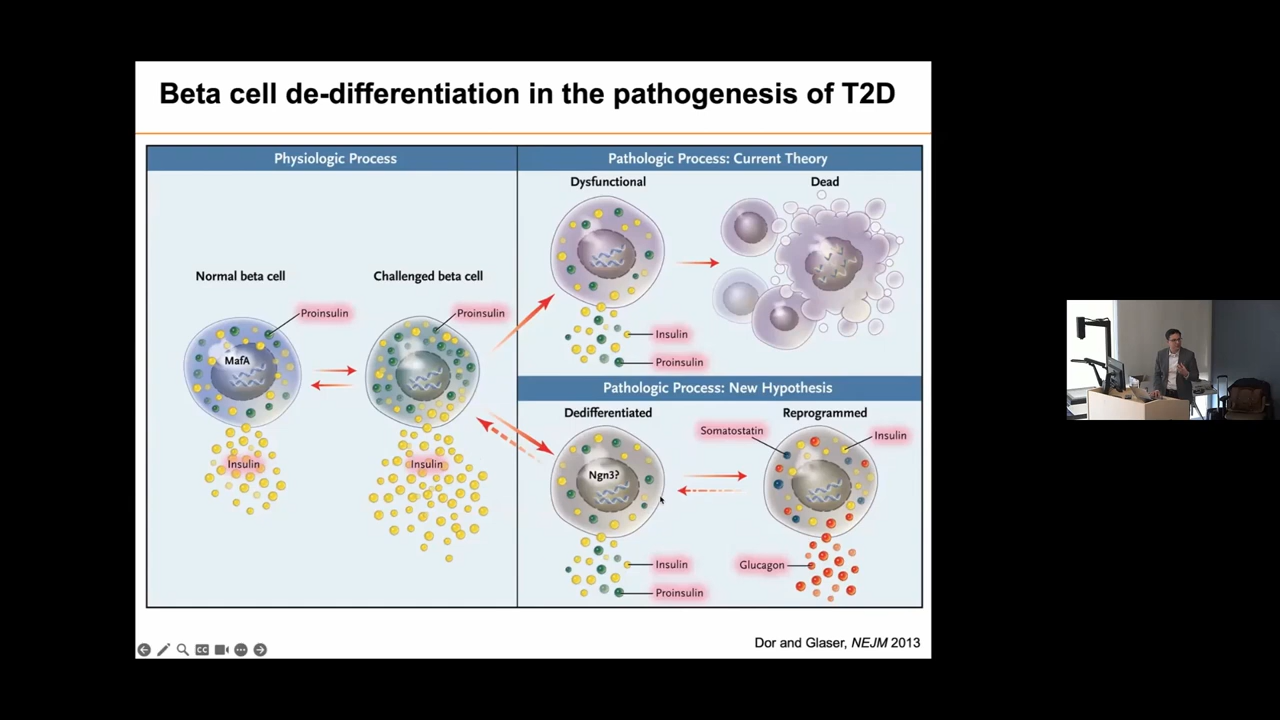 Beta cell de-differentiation in the pathogenesis of T2D
Physiologic Process
Normal beta cell
Challenged beta cell
Proinsulin
Proinsulin
MafA
Insulin
Insulin
Pathologic Process: Current Theory
Dysfunctional
Dead
Insulin
Proinsulin
Pathologic Process: New Hypothesis
Dedifferentiated
Reprogrammed
Somatostatin
Insulin
Ngn3?
Insulin
Glucagon
Proinsulin
Dor and Glaser, NEJM 2013
CC